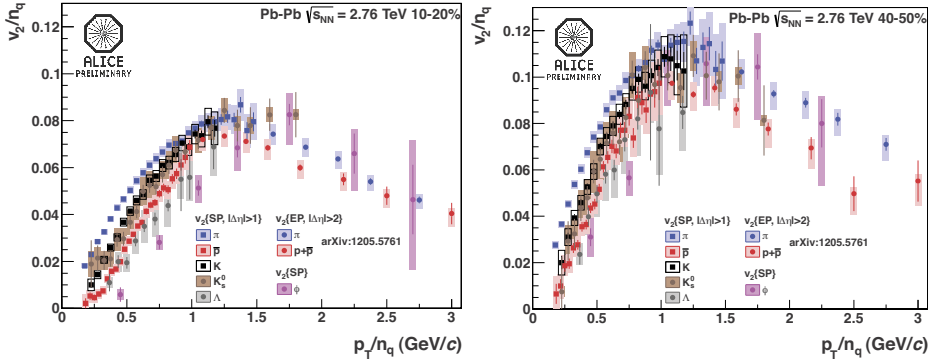 v2/nq
Pb-Pb √sNN = 2.76 TeV 10-20%
ALICE
PRELIMINARY
0.12
0.1
0.08
0.06
0.04
0.02
0
v2{SP, |Δη|>1}
v2{EP, |Δη|>2}
π
π
arXiv:1205.5761
p̅
p+p̅
K
K0s
v2{SP}
Λ
ϕ
0
0.5
1
1.5
2
2.5
3
pT/nq (GeV/c)
v2/nq
Pb-Pb √sNN = 2.76 TeV 40-50%
ALICE
PRELIMINARY
0.12
0.1
0.08
0.06
0.04
0.02
0
v2{SP, |Δη|>1}
v2{EP, |Δη|>2}
π
π
arXiv:1205.5761
p̅
p+p̅
K
K0s
v2{SP}
Λ
ϕ
0
0.5
1
1.5
2
2.5
3
pT/nq (GeV/c)